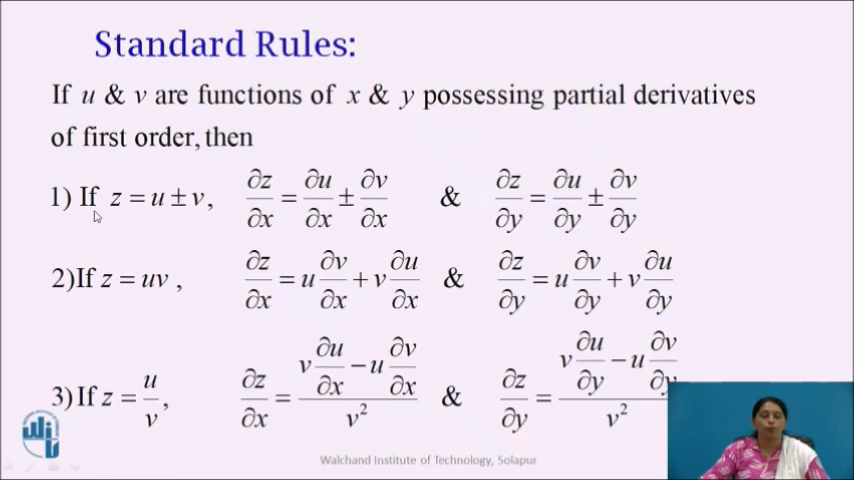 Standard Rules:
If u & v are functions of x & y possessing partial derivatives
of first order, then
1) If z = u ± v, ∂z/∂x = ∂u/∂x ± ∂v/∂x & ∂z/∂y = ∂u/∂y ± ∂v/∂y
2)If z = uv , ∂z/∂x = u ∂v/∂x + v ∂u/∂x & ∂z/∂y = u ∂v/∂y + v ∂u/∂y
3) If z = u/v, ∂z/∂x = (v ∂u/∂x − u ∂v/∂x)/v² & ∂z/∂y = (v ∂u/∂y − u ∂v/∂y)/v²
Walchand Institute of Technology, Solapur